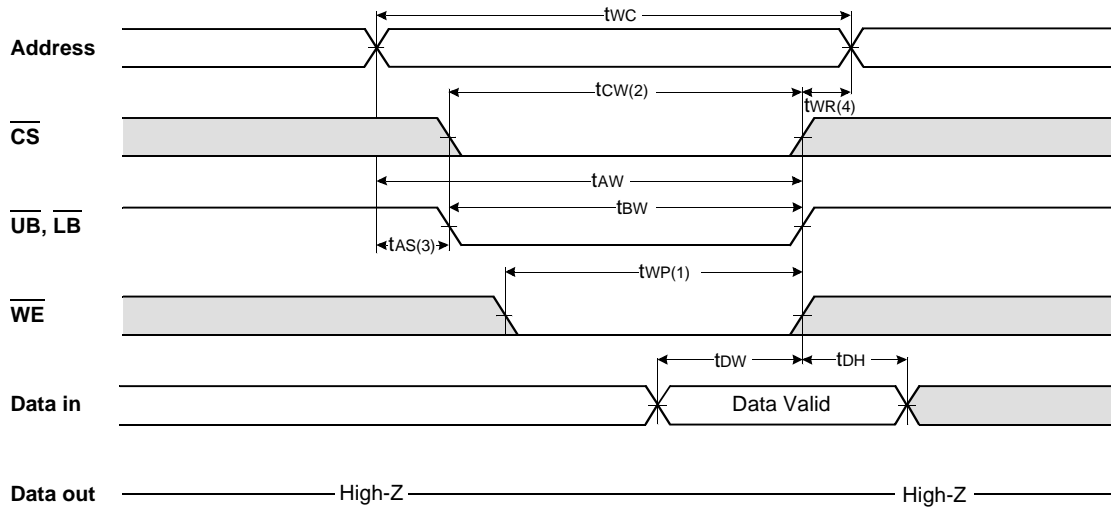 tWC
Address
tCW(2)
tWR(4)
CS
tAW
UB, LB
tBW
tAS(3)
tWP(1)
WE
tDW
tDH
Data in
Data Valid
Data out
High-Z
High-Z